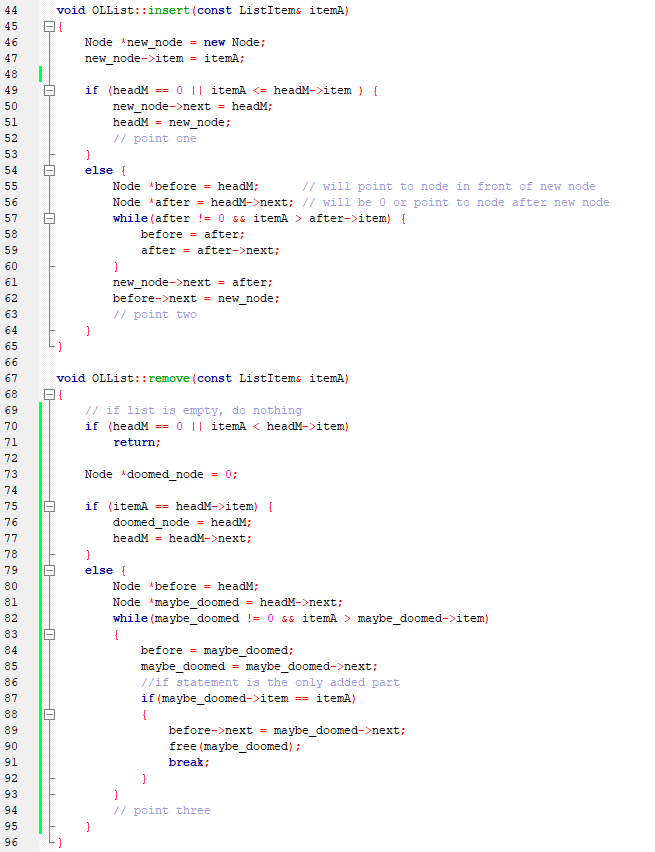 44 void OLList::insert(const ListItem& itemA)
45 {
46 Node *new_node = new Node;
47 new_node->item = itemA;
48
49 if (headM == 0 || itemA <= headM->item ) {
50 new_node->next = headM;
51 headM = new_node;
52 // point one
53 }
54 else {
55 Node *before = headM; // will point to node in front of new node
56 Node *after = headM->next; // will be 0 or point to node after new node
57 while(after != 0 && itemA > after->item) {
58 before = after;
59 after = after->next;
60 }
61 new_node->next = after;
62 before->next = new_node;
63 // point two
64 }
65 }
66
67 void OLList::remove(const ListItem& itemA)
68 {
69 // if list is empty, do nothing
70 if (headM == 0 || itemA < headM->item)
71 return;
72
73 Node *doomed_node = 0;
74
75 if (itemA == headM->item) {
76 doomed_node = headM;
77 headM = headM->next;
78 }
79 else {
80 Node *before = headM;
81 Node *maybe_doomed = headM->next;
82 while(maybe_doomed != 0 && itemA > maybe_doomed->item)
83 {
84 before = maybe_doomed;
85 maybe_doomed = maybe_doomed->next;
86 //if statement is the only added part
87 if(maybe_doomed->item == itemA)
88 {
89 before->next = maybe_doomed->next;
90 free(maybe_doomed);
91 break;
92 }
93 }
94 // point three
95 }
96 }